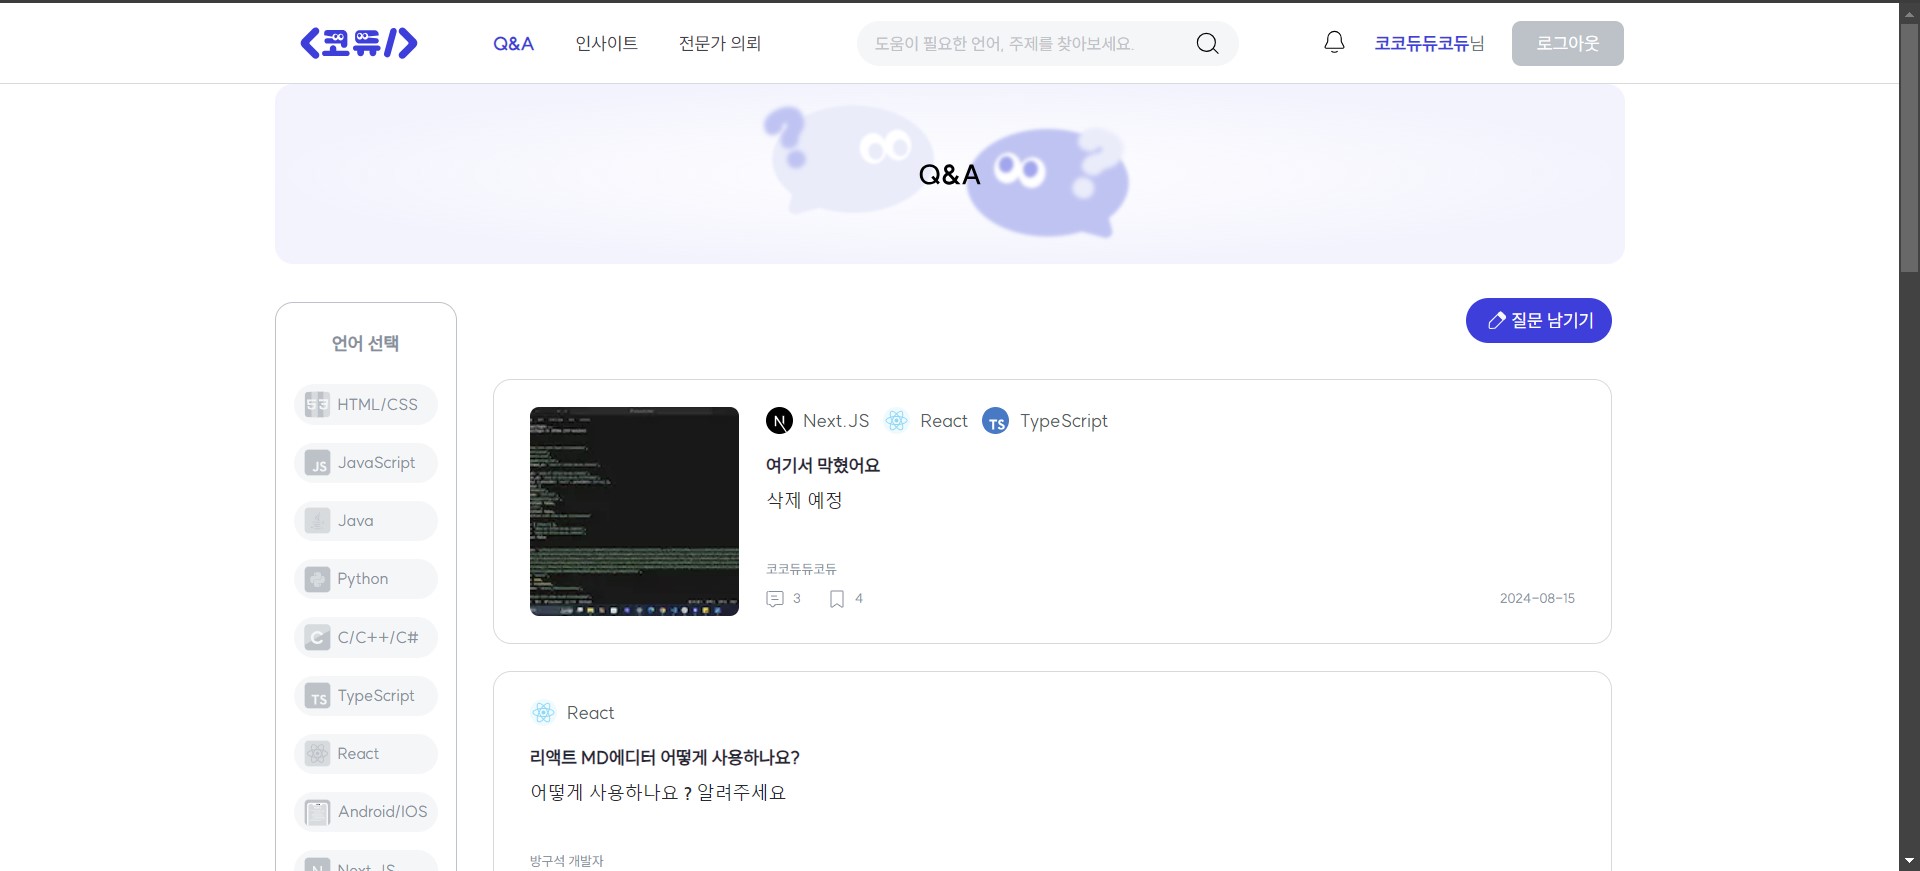 <코듀/>
Q&A 인사이트 전문가 의뢰 도움이 필요한 언어, 주제를 찾아보세요. 코코듀듀코듀님 로그아웃
Q&A
질문 남기기
언어 선택
HTML/CSS
JavaScript
Java
Python
C/C++/C#
TypeScript
React
Android/IOS
Next.JS
Next.JS React TypeScript
여기서 막혔어요
삭제 예정
코코듀듀코듀
3 4 2024-08-15
React
리액트 MD에디터 어떻게 사용하나요?
어떻게 사용하나요 ? 알려주세요
방구석 개발자